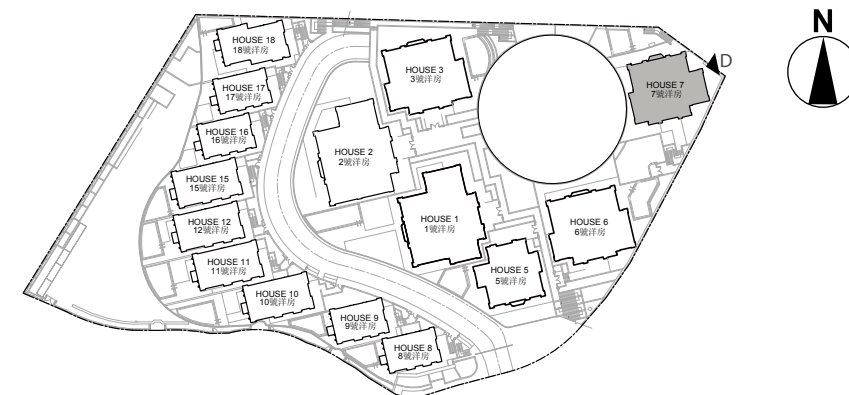 N
D
HOUSE 18
18號洋房
HOUSE 17
17號洋房
HOUSE 16
16號洋房
HOUSE 15
15號洋房
HOUSE 12
12號洋房
HOUSE 11
11號洋房
HOUSE 10
10號洋房
HOUSE 9
9號洋房
HOUSE 8
8號洋房
HOUSE 3
3號洋房
HOUSE 2
2號洋房
HOUSE 1
1號洋房
HOUSE 5
5號洋房
HOUSE 6
6號洋房
HOUSE 7
7號洋房